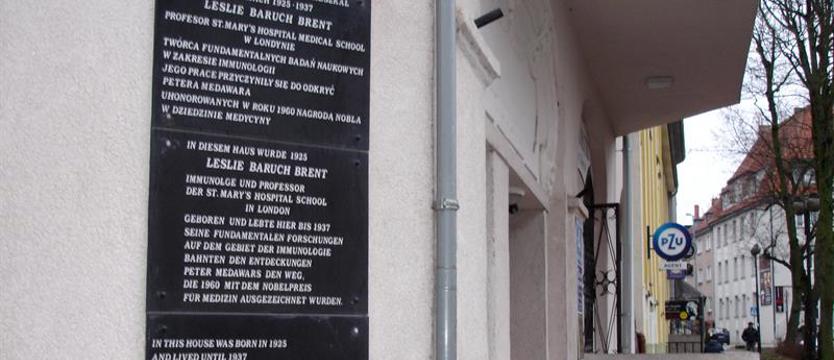 1925-1937
LESLIE BARUCH BRENT
PROFESOR ST.MARY'S HOSPITAL MEDICAL SCHOOL
W LONDYNIE
TWÓRCA FUNDAMENTALNYCH BADAŃ NAUKOWYCH
W ZAKRESIE IMMUNOLOGII
JEGO PRACE PRZYCZYNIŁY SIĘ DO ODKRYĆ
PETERA MEDAWARA
UHONOROWANYCH W ROKU 1960 NAGRODĄ NOBLA
W DZIEDZINIE MEDYCYNY
IN DIESEM HAUS WURDE 1925
LESLIE BARUCH BRENT
IMMUNOLGE UND PROFESSOR
DER ST.MARY'S HOSPITAL SCHOOL
IN LONDON
GEBOREN UND LEBTE HIER BIS 1937
SEINE FUNDAMENTALEN FORSCHUNGEN
AUF DEM GEBIET DER IMMUNOLOGIE
BAHNTEN DEN ENTDECKUNGEN
PETER MEDAWARS DEN WEG,
DIE 1960 MIT DEM NOBELPREIS
FÜR MEDIZIN AUSGEZEICHNET WURDEN.
IN THIS HOUSE WAS BORN IN 1925
AND LIVED UNTIL 1937
PZU
AGENT